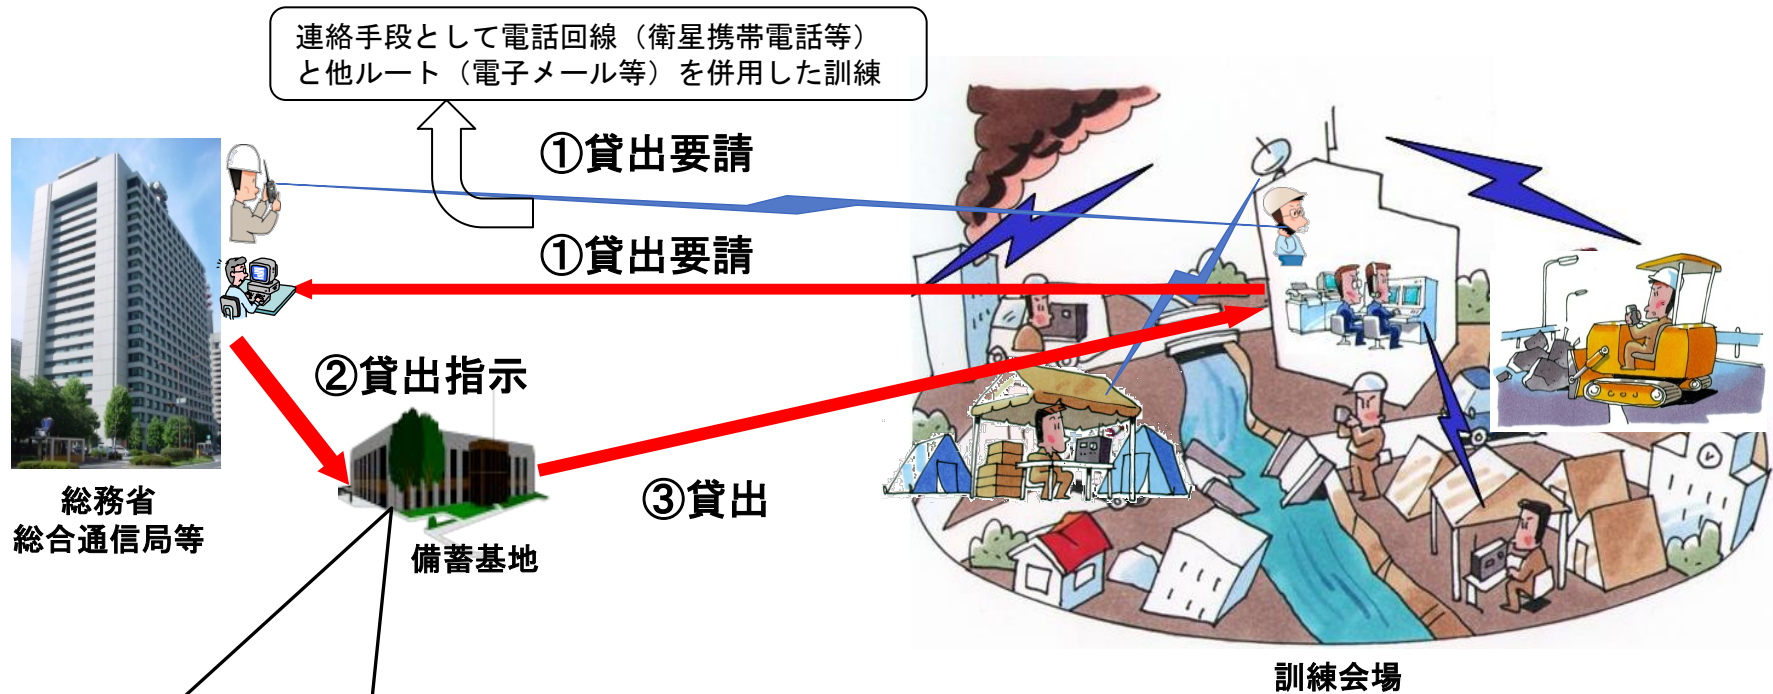 連絡手段として電話回線（衛星携帯電話等）
と他ルート（電子メール等）を併用した訓練
①貸出要請
①貸出要請
②貸出指示
③貸出
総務省
総合通信局等
備蓄基地
訓練会場